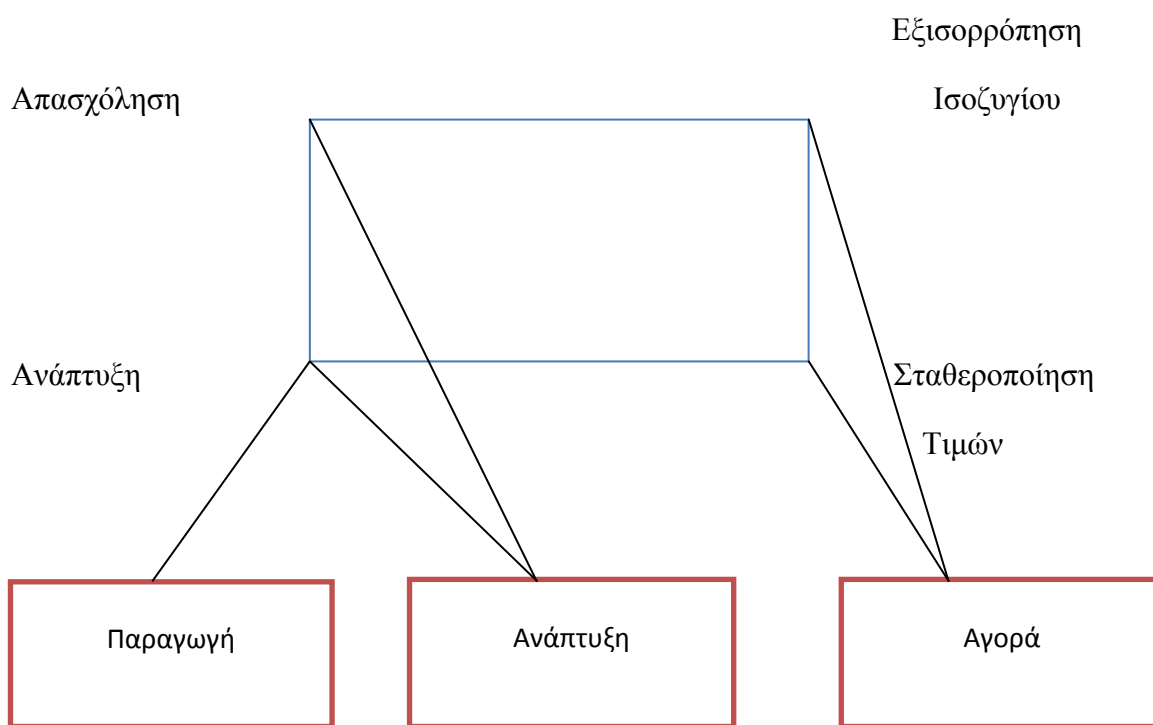 Εξισορρόπηση
Απασχόληση
Ισοζυγίου
Ανάπτυξη
Σταθεροποίηση
Τιμών
Παραγωγή
Ανάπτυξη
Αγορά